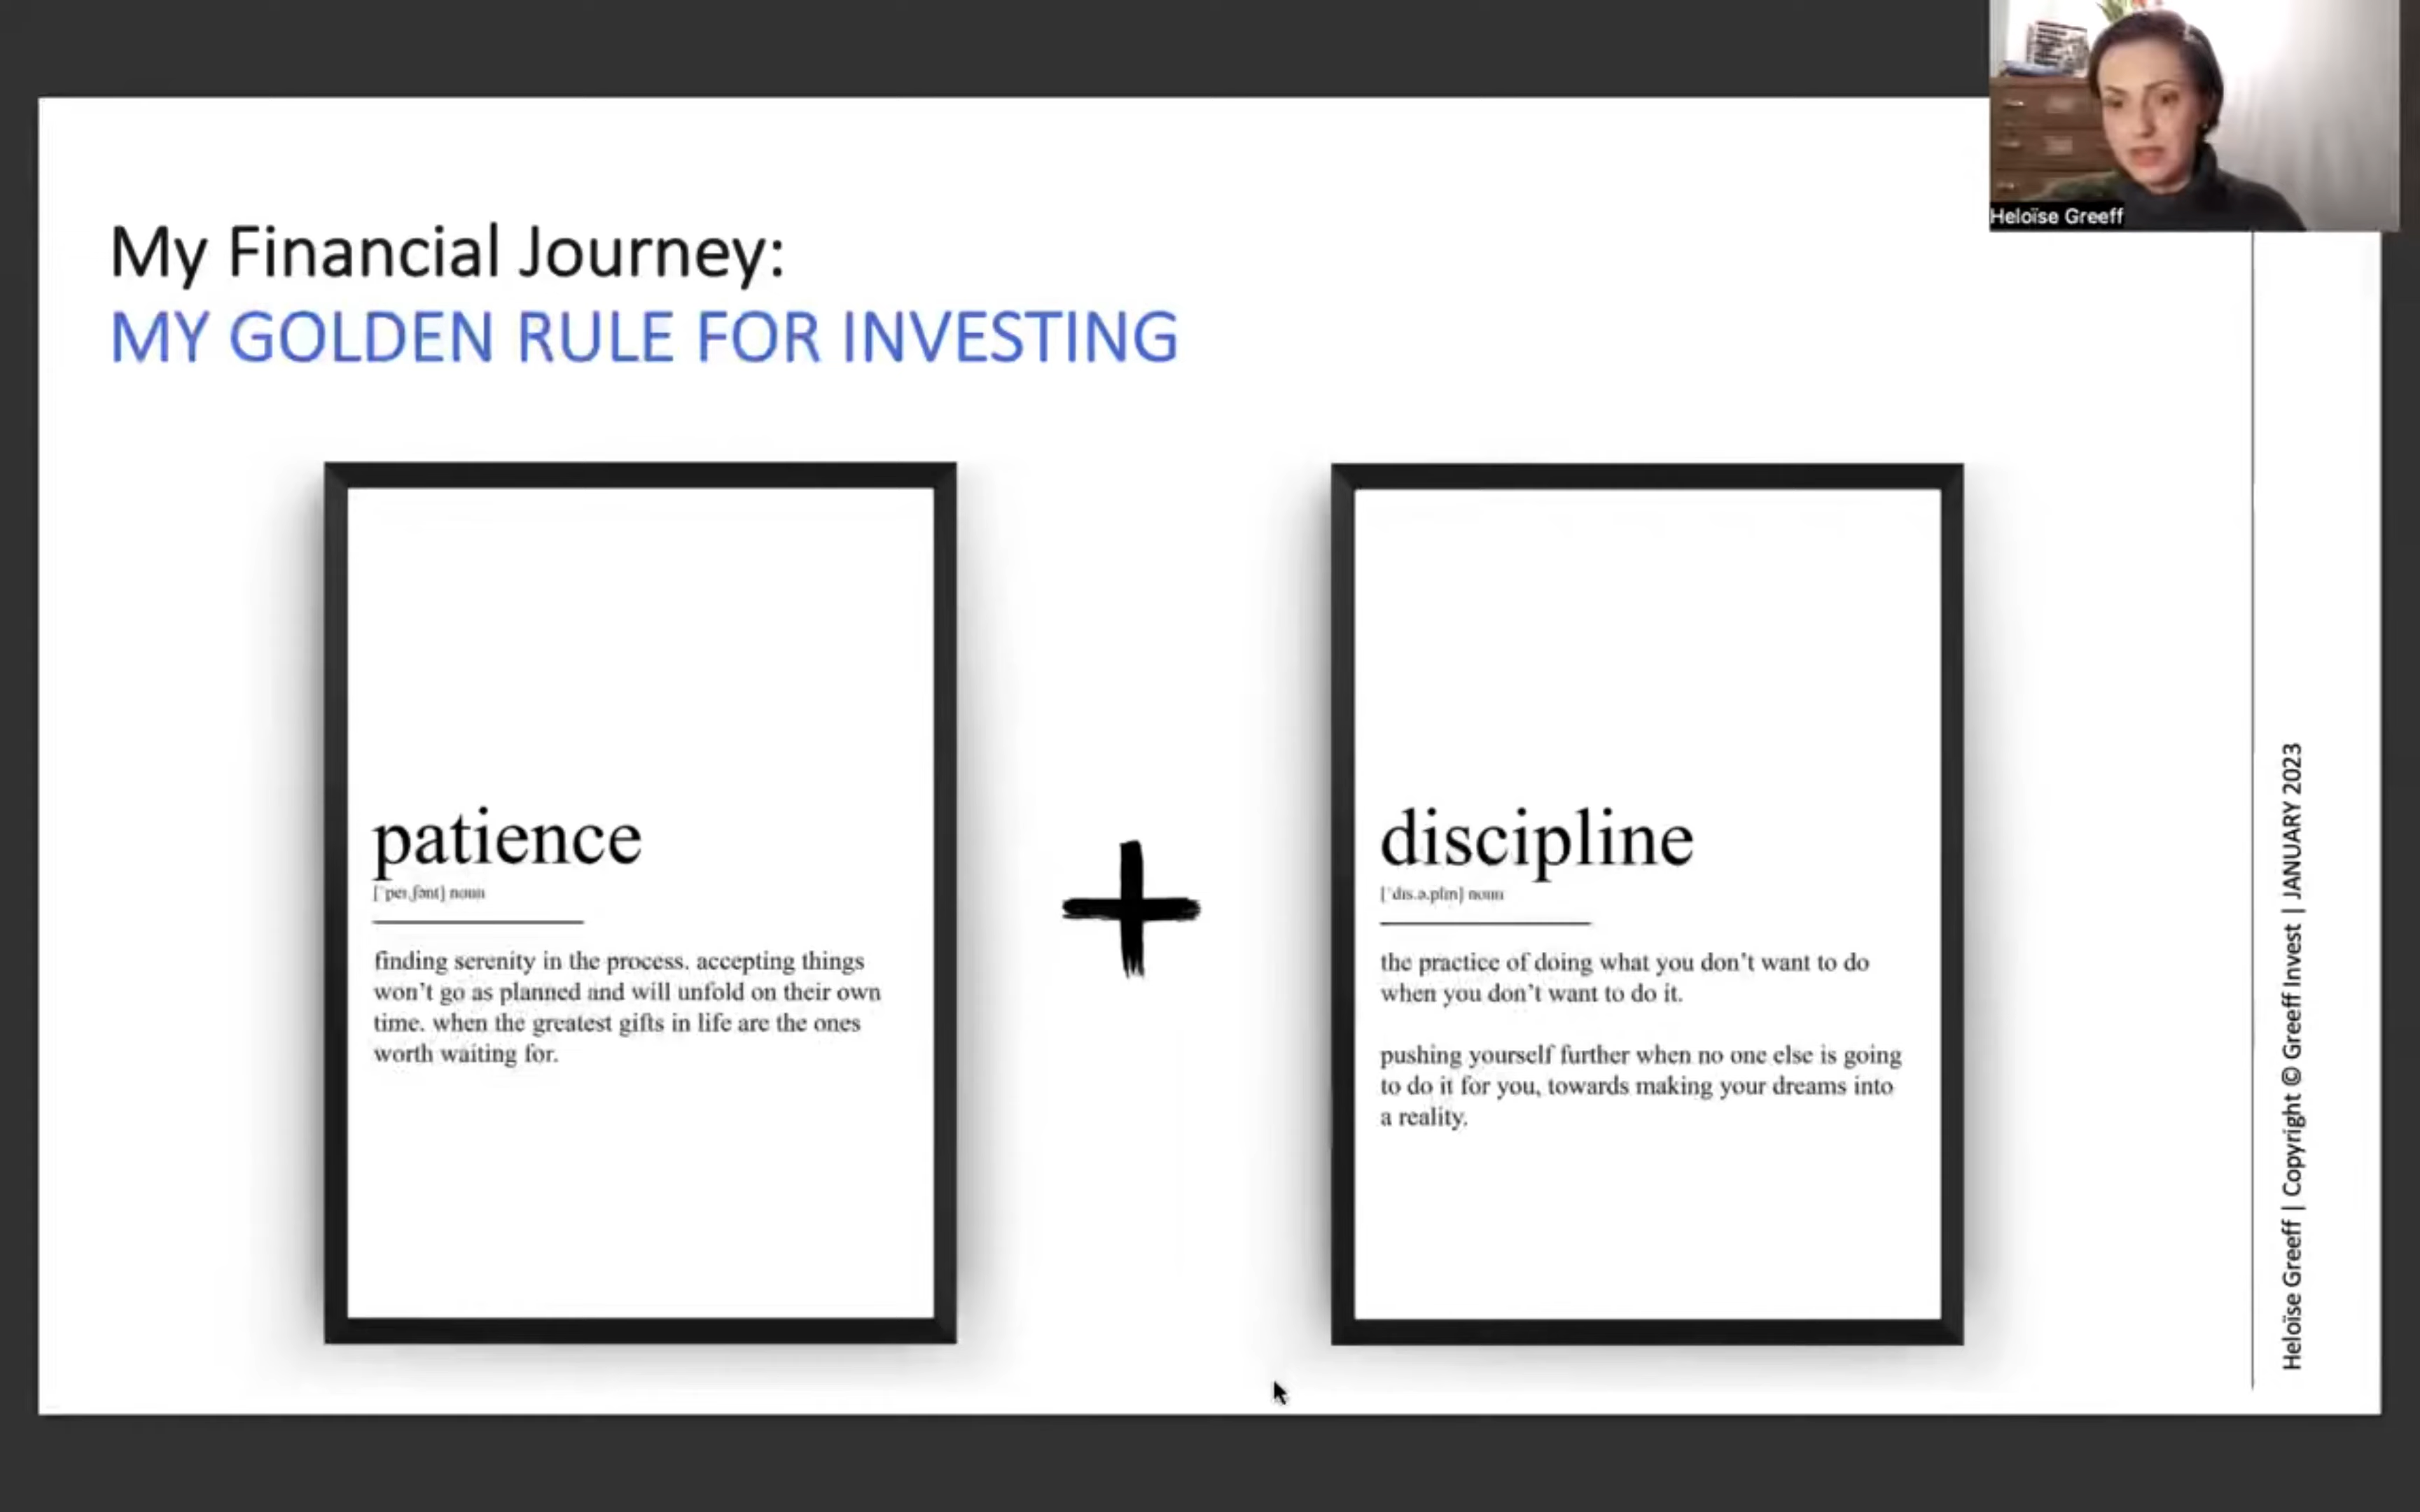 Heloïse Greeff
My Financial Journey:
MY GOLDEN RULE FOR INVESTING
patience
[ˈpeɪ.ʃənt] noun
finding serenity in the process. accepting things
won't go as planned and will unfold on their own
time. when the greatest gifts in life are the ones
worth waiting for.
+
discipline
[ˈdɪs.ə.plɪn] noun
the practice of doing what you don't want to do
when you don't want to do it.
pushing yourself further when no one else is going
to do it for you, towards making your dreams into
a reality.
Heloïse Greeff | Copyright © Greeff Invest | JANUARY 2023